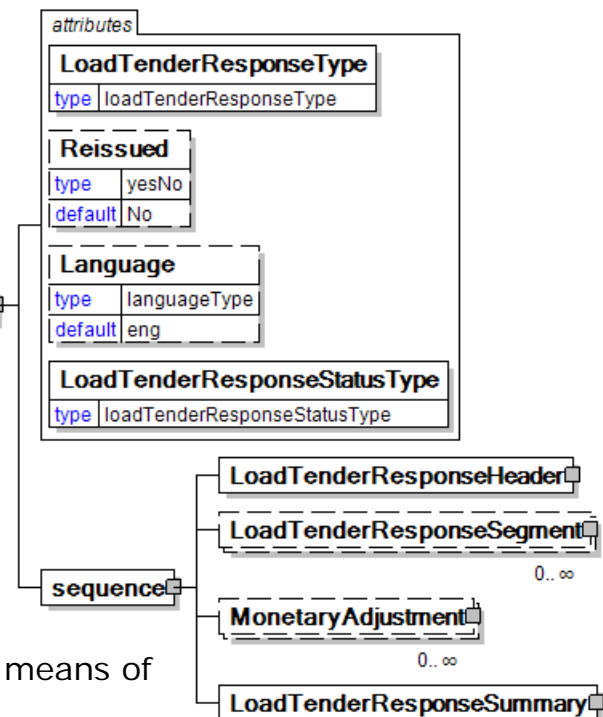 attributes
LoadTenderResponseType
type loadTenderResponseType
Reissued
type yesNo
default No
Language
type languageType
default eng
LoadTenderResponseStatusType
type loadTenderResponseStatusType
LoadTenderResponseHeader
LoadTenderResponseSegment
0.. ∞
sequence
MonetaryAdjustment
0.. ∞
means of
LoadTenderResponseSummary